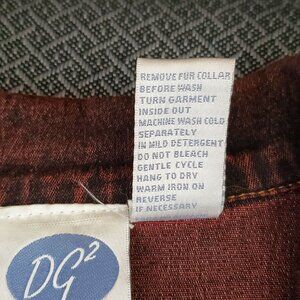 REMOVE FUR COLLAR
BEFORE WASH
TURN GARMENT
INSIDE OUT
MACHINE WASH COLD
SEPARATELY
IN MILD DETERGENT
DO NOT BLEACH
GENTLE CYCLE
HANG TO DRY
WARM IRON ON
REVERSE
IF NECESSARY
DG2